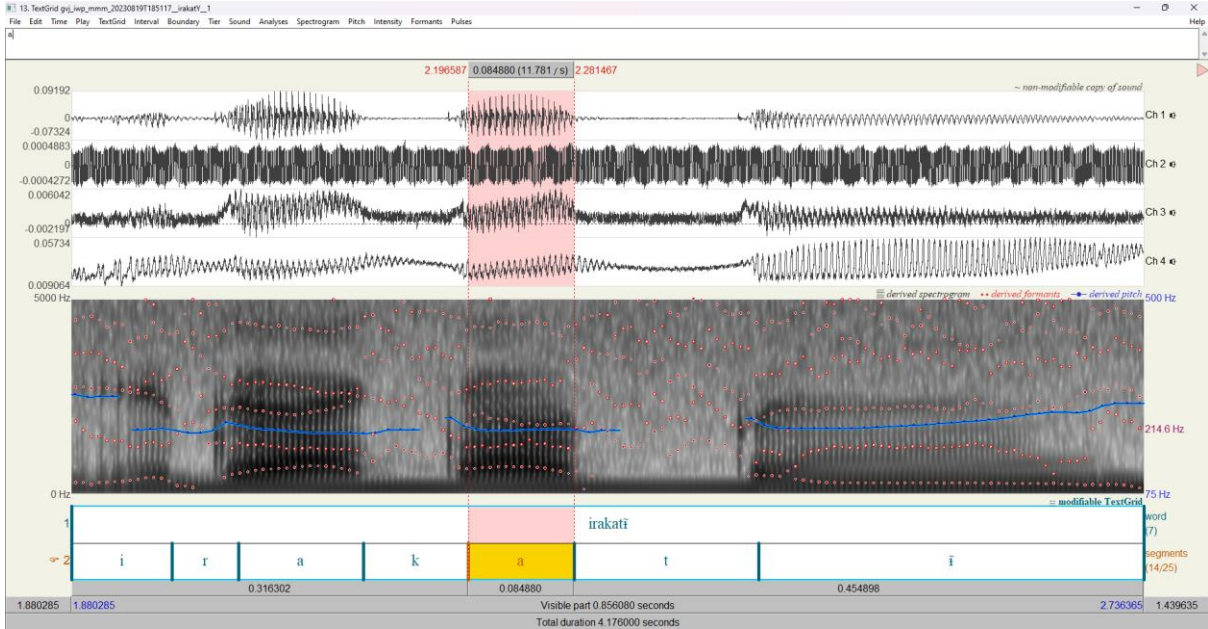 13. TextGrid gvj_iwp_mmm_20230819T185117__irakatY__1
File Edit Time Play TextGrid Interval Boundary Tier Sound Analyses Spectrogram Pitch Intensity Formants Pulses Help
a
2.196587 0.084880 (11.781 / s) 2.281467
~ non-modifiable copy of sound
0.09192
0
-0.07324
Ch 1
0.0004883
0
-0.0004272
Ch 2
0.006042
0
-0.002197
Ch 3
0.05734
0.009064
Ch 4
5000 Hz derived spectrogram derived formants derived pitch 500 Hz
214.6 Hz
0 Hz 75 Hz
modifiable TextGrid
1 irakatɨ̃ word
(7)
2 i r a k a t ɨ̃ segments
(14/25)
0.316302 0.084880 0.454898
1.880285 1.880285 Visible part 0.856080 seconds 2.736365 1.439635
Total duration 4.176000 seconds